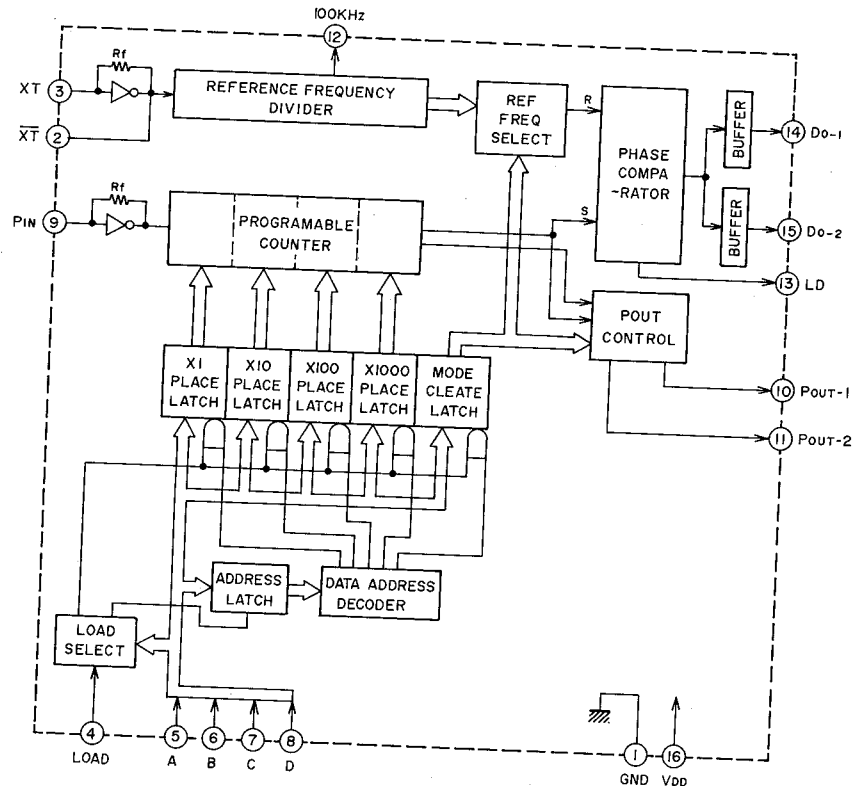 100KHz
12
Rf
XT 3
REFERENCE FREQUENCY
DIVIDER
REF
FREQ
SELECT
R
PHASE
COMPA
~RATOR
BUFFER
14 DO-1
XT 2
Rf
PIN 9
PROGRAMABLE
COUNTER
S
BUFFER
15 DO-2
13 LD
POUT
CONTROL
X1
PLACE
LATCH
X10
PLACE
LATCH
X100
PLACE
LATCH
X1000
PLACE
LATCH
MODE
CLEATE
LATCH
10 POUT-1
11 POUT-2
ADDRESS
LATCH
DATA ADDRESS
DECODER
LOAD
SELECT
4
LOAD
5
A
6
B
7
C
8
D
1
GND
16
VDD